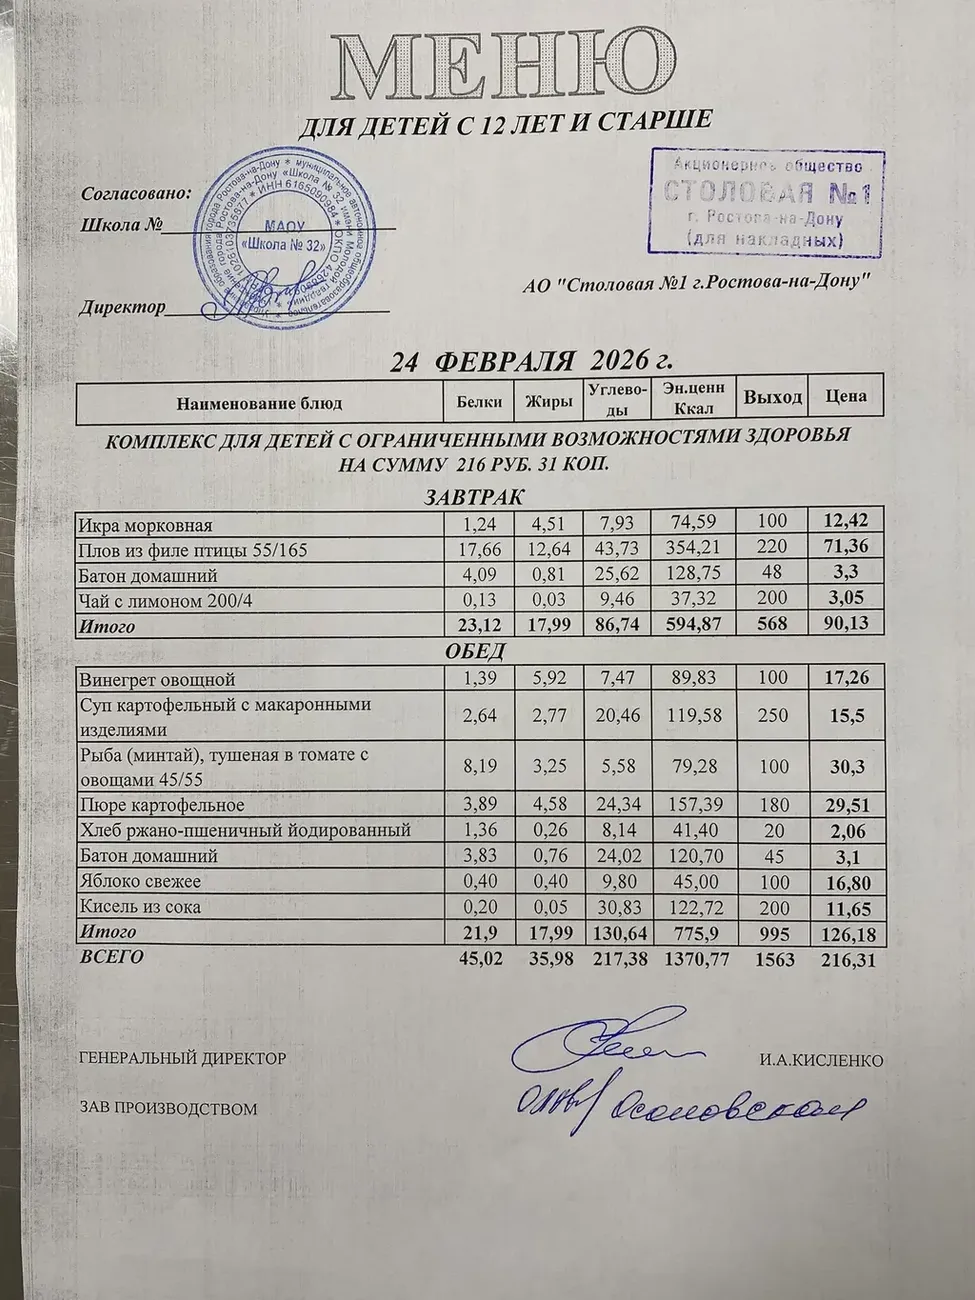 МЕНЮ
ДЛЯ ДЕТЕЙ С 12 ЛЕТ И СТАРШЕ
Согласовано:
Школа №
МАОУ
«Школа № 32»
Директор
Акционерное общество
СТОЛОВАЯ №1
г. Ростова-на-Дону
(для накладных)
АО "Столовая №1 г.Ростова-на-Дону"
24 ФЕВРАЛЯ 2026 г.
Наименование блюд Белки Жиры Углево-ды Эн.ценн Ккал Выход Цена
КОМПЛЕКС ДЛЯ ДЕТЕЙ С ОГРАНИЧЕННЫМИ ВОЗМОЖНОСТЯМИ ЗДОРОВЬЯ
НА СУММУ 216 РУБ. 31 КОП.
ЗАВТРАК
Икра морковная 1,24 4,51 7,93 74,59 100 12,42
Плов из филе птицы 55/165 17,66 12,64 43,73 354,21 220 71,36
Батон домашний 4,09 0,81 25,62 128,75 48 3,3
Чай с лимоном 200/4 0,13 0,03 9,46 37,32 200 3,05
Итого 23,12 17,99 86,74 594,87 568 90,13
ОБЕД
Винегрет овощной 1,39 5,92 7,47 89,83 100 17,26
Суп картофельный с макаронными
изделиями 2,64 2,77 20,46 119,58 250 15,5
Рыба (минтай), тушеная в томате с
овощами 45/55 8,19 3,25 5,58 79,28 100 30,3
Пюре картофельное 3,89 4,58 24,34 157,39 180 29,51
Хлеб ржано-пшеничный йодированный 1,36 0,26 8,14 41,40 20 2,06
Батон домашний 3,83 0,76 24,02 120,70 45 3,1
Яблоко свежее 0,40 0,40 9,80 45,00 100 16,80
Кисель из сока 0,20 0,05 30,83 122,72 200 11,65
Итого 21,9 17,99 130,64 775,9 995 126,18
ВСЕГО 45,02 35,98 217,38 1370,77 1563 216,31
ГЕНЕРАЛЬНЫЙ ДИРЕКТОР И.А.КИСЛЕНКО
ЗАВ ПРОИЗВОДСТВОМ